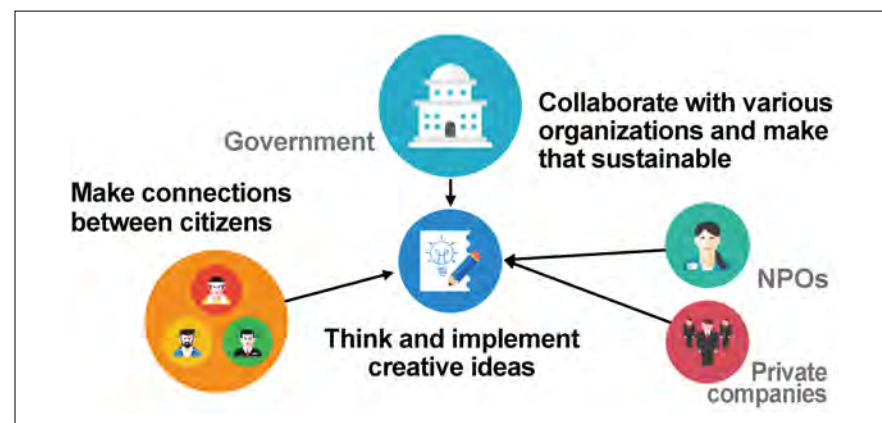 Government
Collaborate with various
organizations and make
that sustainable
Make connections
between citizens
NPOs
Think and implement
creative ideas
Private
companies